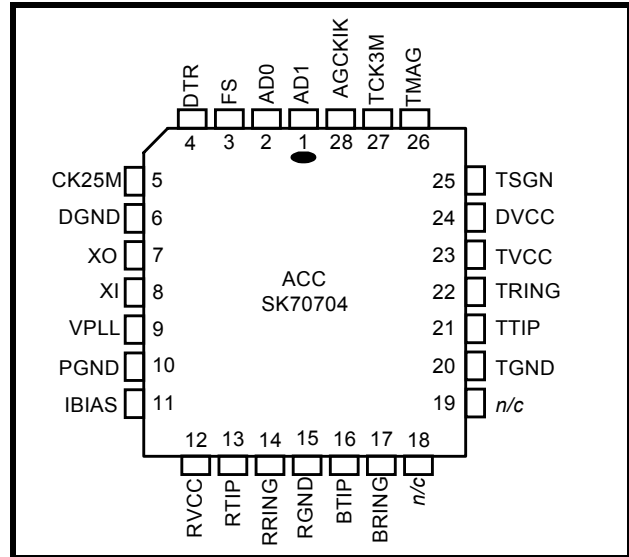 DTR
FS
AD0
AD1
AGCKIK
TCK3M
TMAG
4 3 2 1 28 27 26
CK25M 5
DGND 6
XO 7
XI 8
VPLL 9
PGND 10
IBIAS 11
ACC
SK70704
25 TSGN
24 DVCC
23 TVCC
22 TRING
21 TTIP
20 TGND
19 n/c
12 13 14 15 16 17 18
RVCC
RTIP
RRING
RGND
BTIP
BRING
n/c